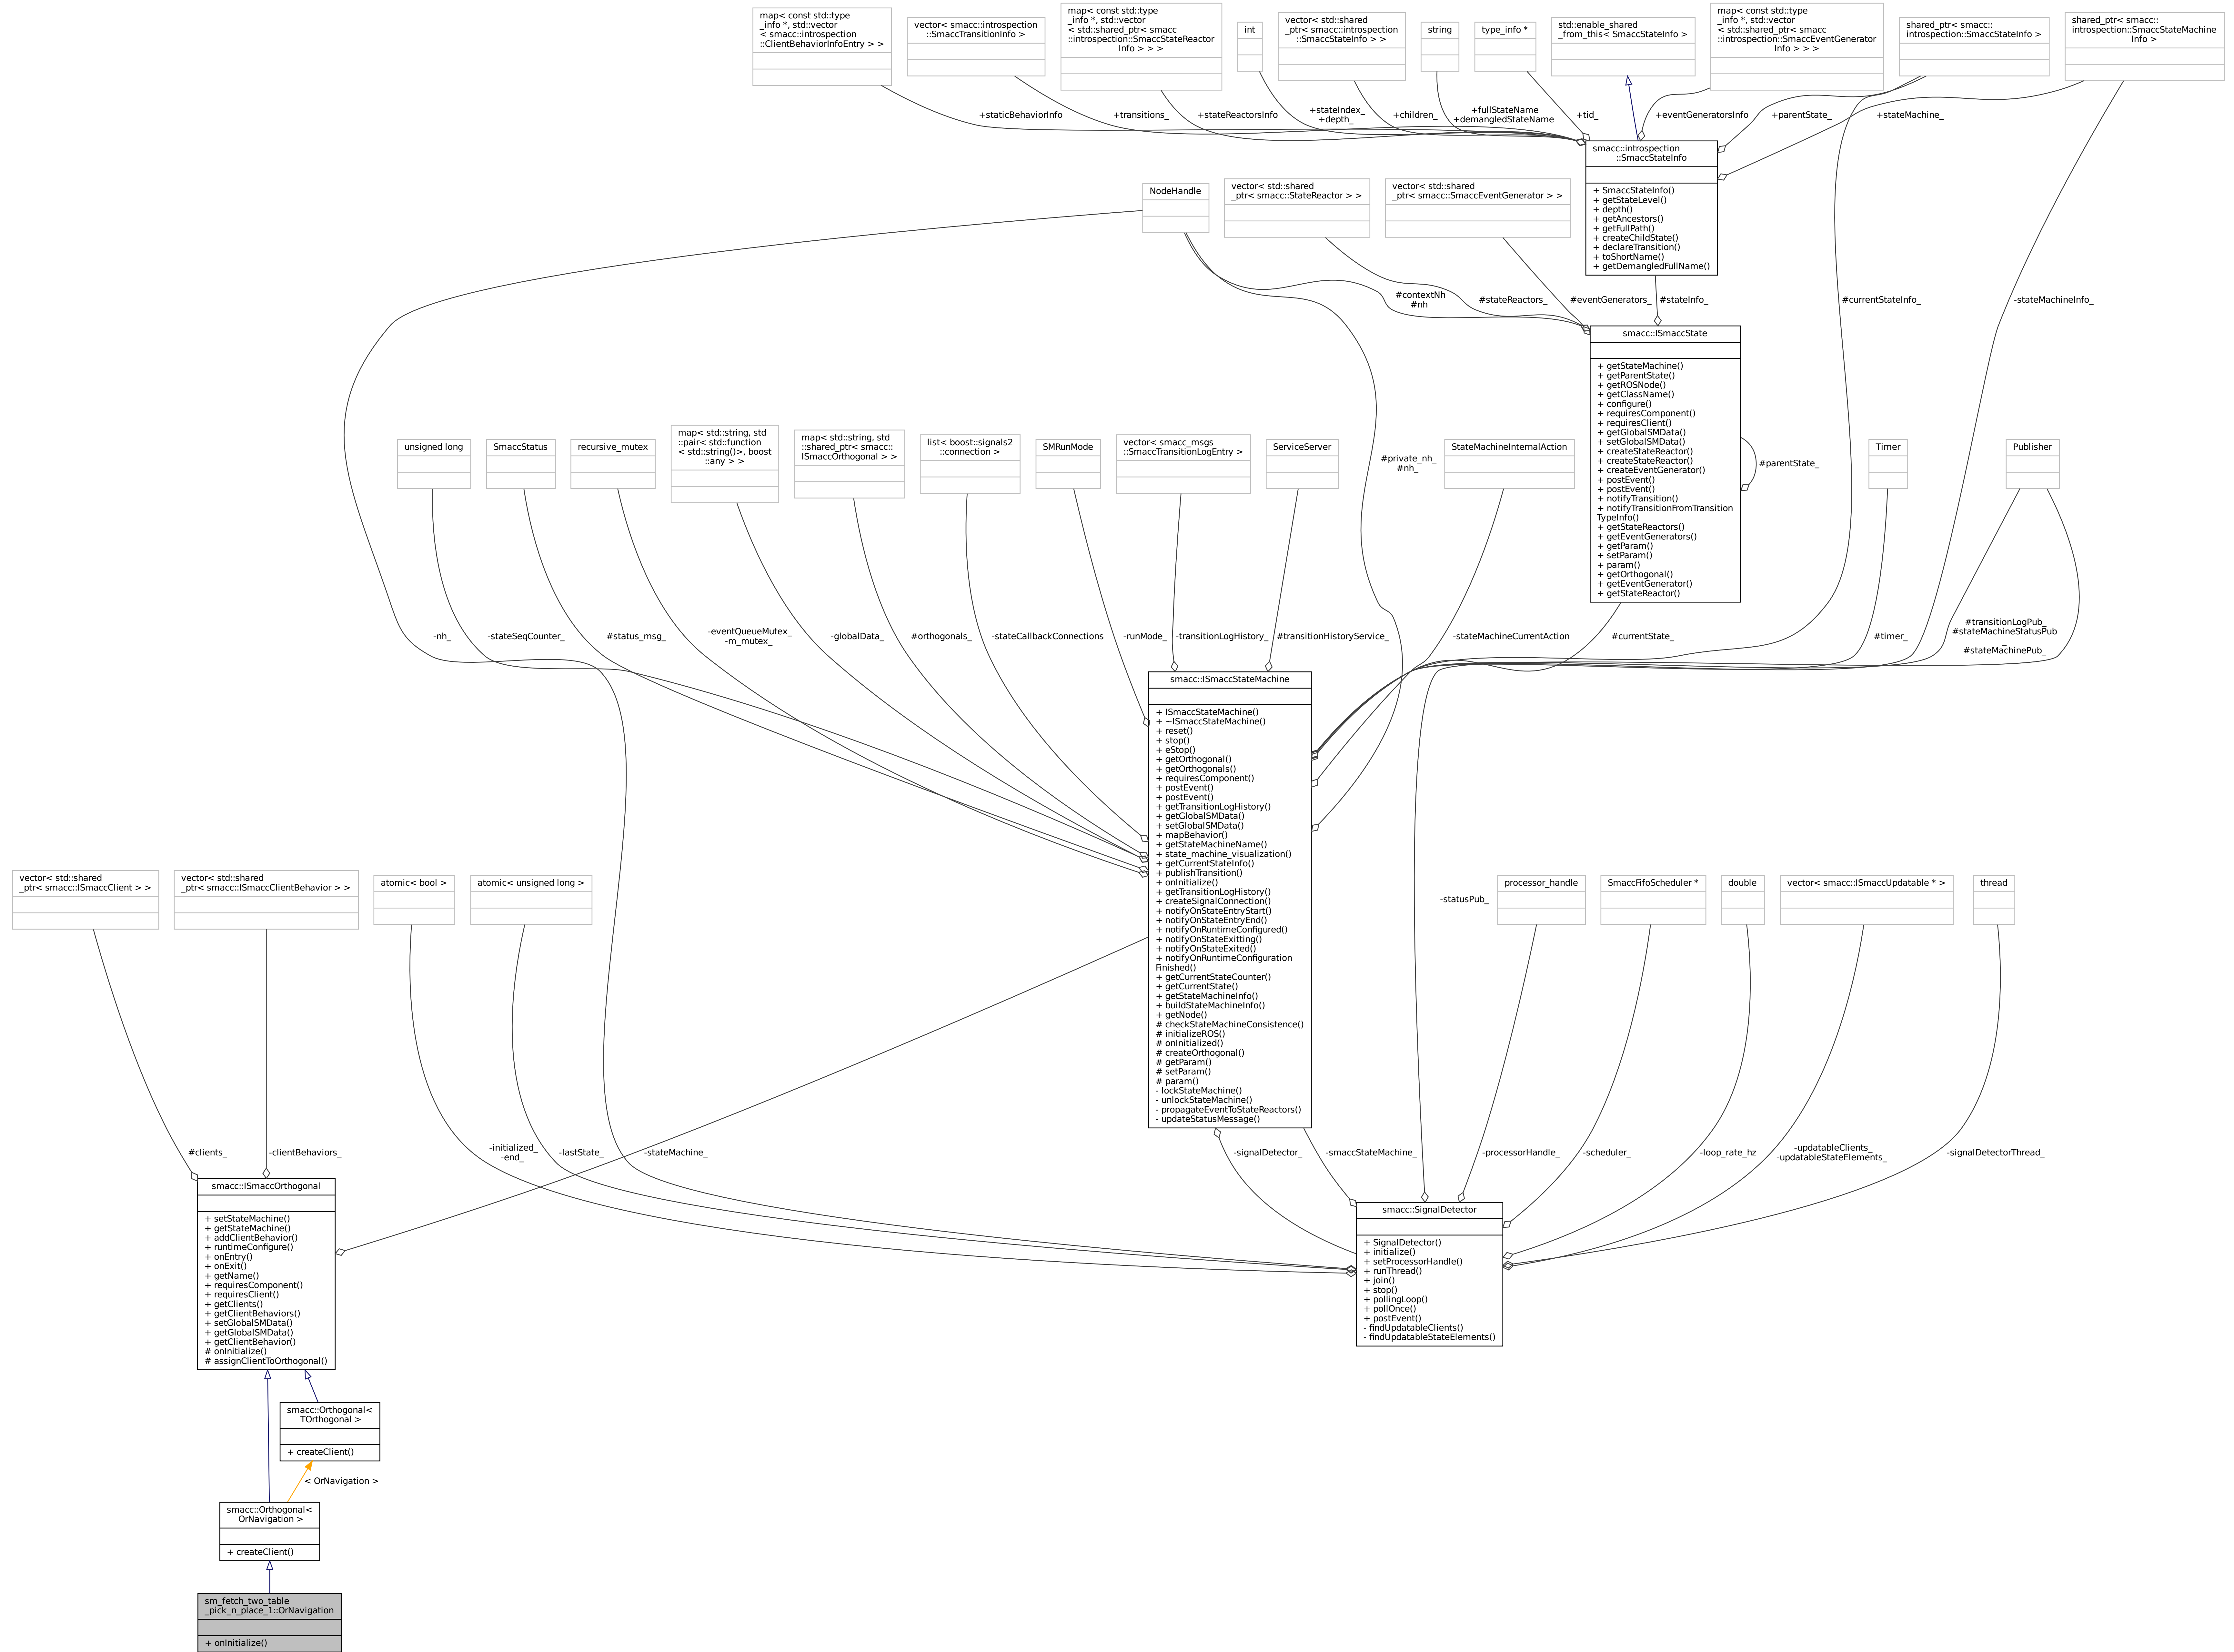 map< const std::type
_info *, std::vector
< smacc::introspection
::ClientBehaviorInfoEntry > >
vector< smacc::introspection
::SmaccTransitionInfo >
map< const std::type
_info *, std::vector
< std::shared_ptr< smacc
::introspection::SmaccStateReactor
Info > > >
int
vector< std::shared
_ptr< smacc::introspection
::SmaccStateInfo > >
string
type_info *
std::enable_shared
_from_this< SmaccStateInfo >
map< const std::type
_info *, std::vector
< std::shared_ptr< smacc
::introspection::SmaccEventGenerator
Info > > >
shared_ptr< smacc::
introspection::SmaccStateInfo >
shared_ptr< smacc::
introspection::SmaccStateMachine
Info >
+staticBehaviorInfo
+transitions_
+stateReactorsInfo
+stateIndex_
+depth_
+children_
+fullStateName
+demangledStateName
+tid_
+eventGeneratorsInfo
+parentState_
+stateMachine_
smacc::introspection
::SmaccStateInfo
+ SmaccStateInfo()
+ getStateLevel()
+ depth()
+ getAncestors()
+ getFullPath()
+ createChildState()
+ declareTransition()
+ toShortName()
+ getDemangledFullName()
NodeHandle
vector< std::shared
_ptr< smacc::StateReactor > >
vector< std::shared
_ptr< smacc::SmaccEventGenerator > >
#contextNh
#nh
#stateReactors_
#eventGenerators_
#stateInfo_
#currentStateInfo_
-stateMachineInfo_
smacc::ISmaccState
+ getStateMachine()
+ getParentState()
+ getROSNode()
+ getClassName()
+ configure()
+ requiresComponent()
+ requiresClient()
+ getGlobalSMData()
+ setGlobalSMData()
+ createStateReactor()
+ createStateReactor()
+ createEventGenerator()
+ postEvent()
+ postEvent()
+ notifyTransition()
+ notifyTransitionFromTransition
TypeInfo()
+ getStateReactors()
+ getEventGenerators()
+ getParam()
+ setParam()
+ param()
+ getOrthogonal()
+ getEventGenerator()
+ getStateReactor()
#parentState_
unsigned long
SmaccStatus
recursive_mutex
map< std::string, std
::pair< std::function
< std::string()>, boost
::any > >
map< std::string, std
::shared_ptr< smacc::
ISmaccOrthogonal > >
list< boost::signals2
::connection >
SMRunMode
vector< smacc_msgs
::SmaccTransitionLogEntry >
ServiceServer
#private_nh_
#nh_
StateMachineInternalAction
Timer
Publisher
-nh_
-stateSeqCounter_
#status_msg_
-eventQueueMutex_
-m_mutex_
-globalData_
#orthogonals_
-stateCallbackConnections
-runMode_
-transitionLogHistory_
#transitionHistoryService_
-stateMachineCurrentAction
#currentState_
#timer_
#transitionLogPub_
#stateMachineStatusPub
_
#stateMachinePub_
smacc::ISmaccStateMachine
+ ISmaccStateMachine()
+ ~ISmaccStateMachine()
+ reset()
+ stop()
+ eStop()
+ getOrthogonal()
+ getOrthogonals()
+ requiresComponent()
+ postEvent()
+ postEvent()
+ getTransitionLogHistory()
+ getGlobalSMData()
+ setGlobalSMData()
+ mapBehavior()
+ getStateMachineName()
+ state_machine_visualization()
+ getCurrentStateInfo()
+ publishTransition()
+ onInitialize()
+ getTransitionLogHistory()
+ createSignalConnection()
+ notifyOnStateEntryStart()
+ notifyOnStateEntryEnd()
+ notifyOnRuntimeConfigured()
+ notifyOnStateExitting()
+ notifyOnStateExited()
+ notifyOnRuntimeConfiguration
Finished()
+ getCurrentStateCounter()
+ getCurrentState()
+ getStateMachineInfo()
+ buildStateMachineInfo()
+ getNode()
# checkStateMachineConsistence()
# initializeROS()
# onInitialized()
# createOrthogonal()
# getParam()
# setParam()
# param()
- lockStateMachine()
- unlockStateMachine()
- propagateEventToStateReactors()
- updateStatusMessage()
vector< std::shared
_ptr< smacc::ISmaccClient > >
vector< std::shared
_ptr< smacc::ISmaccClientBehavior > >
atomic< bool >
atomic< unsigned long >
-statusPub_
processor_handle
SmaccFifoScheduler *
double
vector< smacc::ISmaccUpdatable * >
thread
#clients_
-clientBehaviors_
-initialized_
-end_
-lastState_
-stateMachine_
-signalDetector_
-smaccStateMachine_
-processorHandle_
-scheduler_
-loop_rate_hz
-updatableClients_
-updatableStateElements_
-signalDetectorThread_
smacc::ISmaccOrthogonal
+ setStateMachine()
+ getStateMachine()
+ addClientBehavior()
+ runtimeConfigure()
+ onEntry()
+ onExit()
+ getName()
+ requiresComponent()
+ requiresClient()
+ getClients()
+ getClientBehaviors()
+ setGlobalSMData()
+ getGlobalSMData()
+ getClientBehavior()
# onInitialize()
# assignClientToOrthogonal()
smacc::SignalDetector
+ SignalDetector()
+ initialize()
+ setProcessorHandle()
+ runThread()
+ join()
+ stop()
+ pollingLoop()
+ pollOnce()
+ postEvent()
- findUpdatableClients()
- findUpdatableStateElements()
smacc::Orthogonal<
TOrthogonal >
+ createClient()
< OrNavigation >
smacc::Orthogonal<
OrNavigation >
+ createClient()
sm_fetch_two_table
_pick_n_place_1::OrNavigation
+ onInitialize()